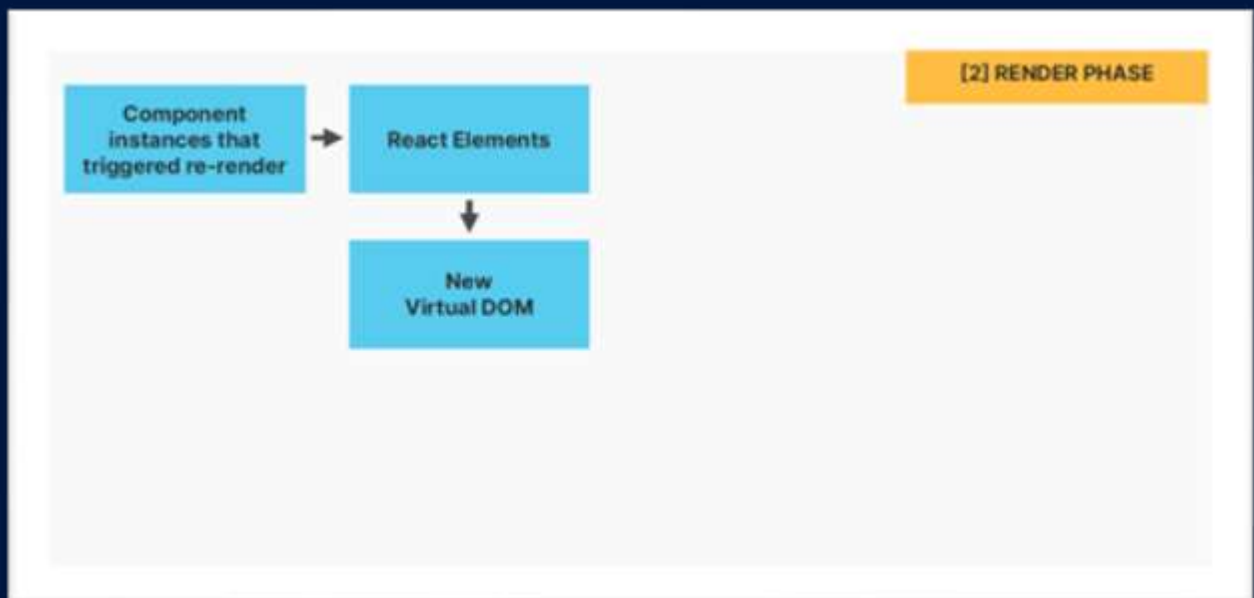 [2] RENDER PHASE
Component
instances that
triggered re-render
React Elements
New
Virtual DOM